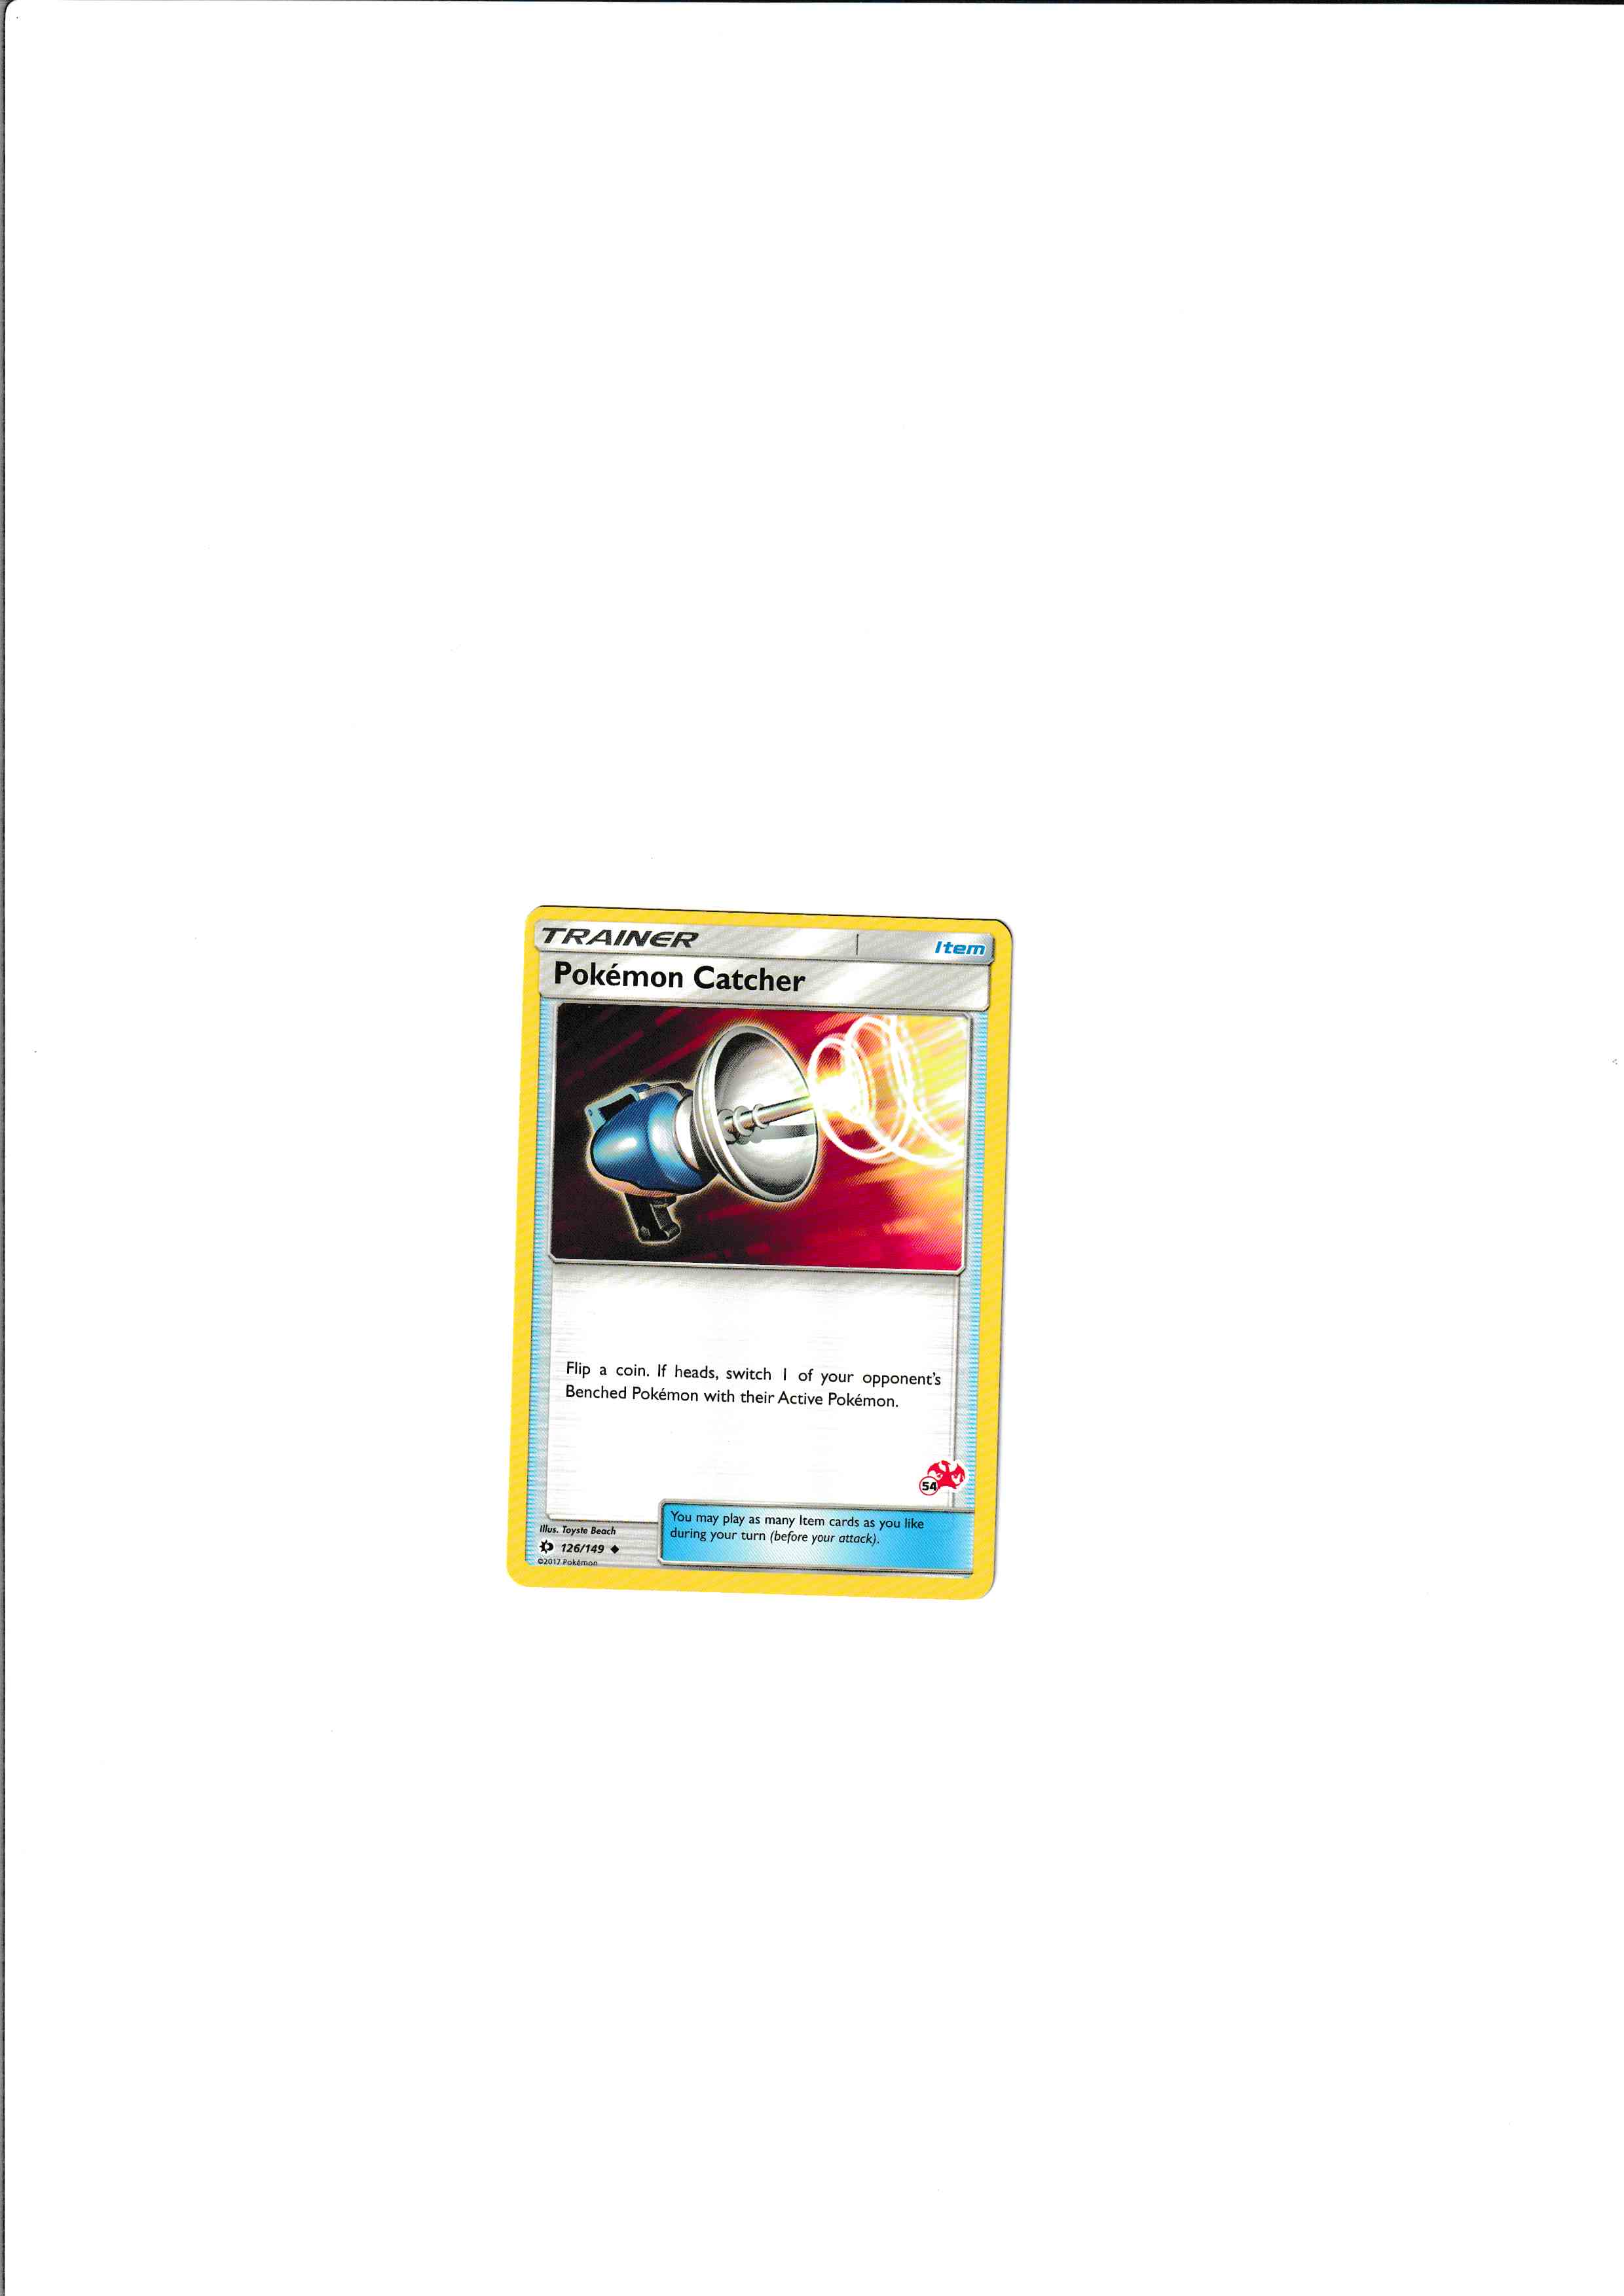 TRAINER
Item
Pokémon Catcher
Flip a coin. If heads, switch 1 of your opponent's
Benched Pokémon with their Active Pokémon.
54
You may play as many Item cards as you like
during your turn (before your attack).
Illus. Toyste Beach
126/149
©2017 Pokémon